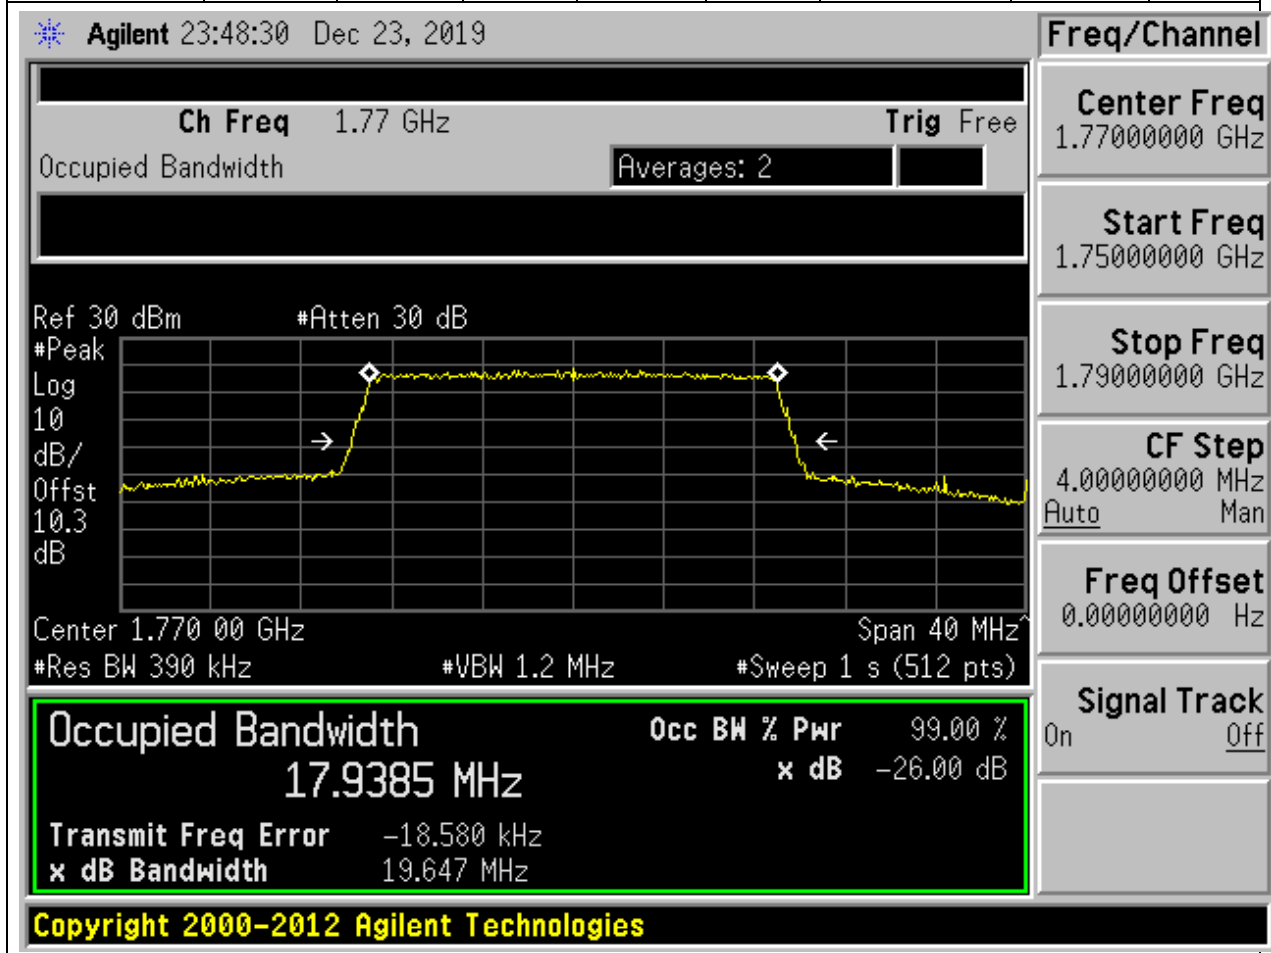 Agilent 23:48:30 Dec 23, 2019
Freq/Channel
Ch Freq 1.77 GHz Trig Free
Occupied Bandwidth Averages: 2
Ref 30 dBm #Atten 30 dB
#Peak
Log
10
dB/
Offst
10.3
dB
Center 1.770 00 GHz Span 40 MHz^
#Res BW 390 kHz #VBW 1.2 MHz #Sweep 1 s (512 pts)
Occupied Bandwidth Occ BW % Pwr 99.00 %
17.9385 MHz x dB -26.00 dB
Transmit Freq Error -18.580 kHz
x dB Bandwidth 19.647 MHz
Copyright 2000-2012 Agilent Technologies
Center Freq
1.77000000 GHz
Start Freq
1.75000000 GHz
Stop Freq
1.79000000 GHz
CF Step
4.00000000 MHz
Auto Man
Freq Offset
0.00000000 Hz
Signal Track
On Off